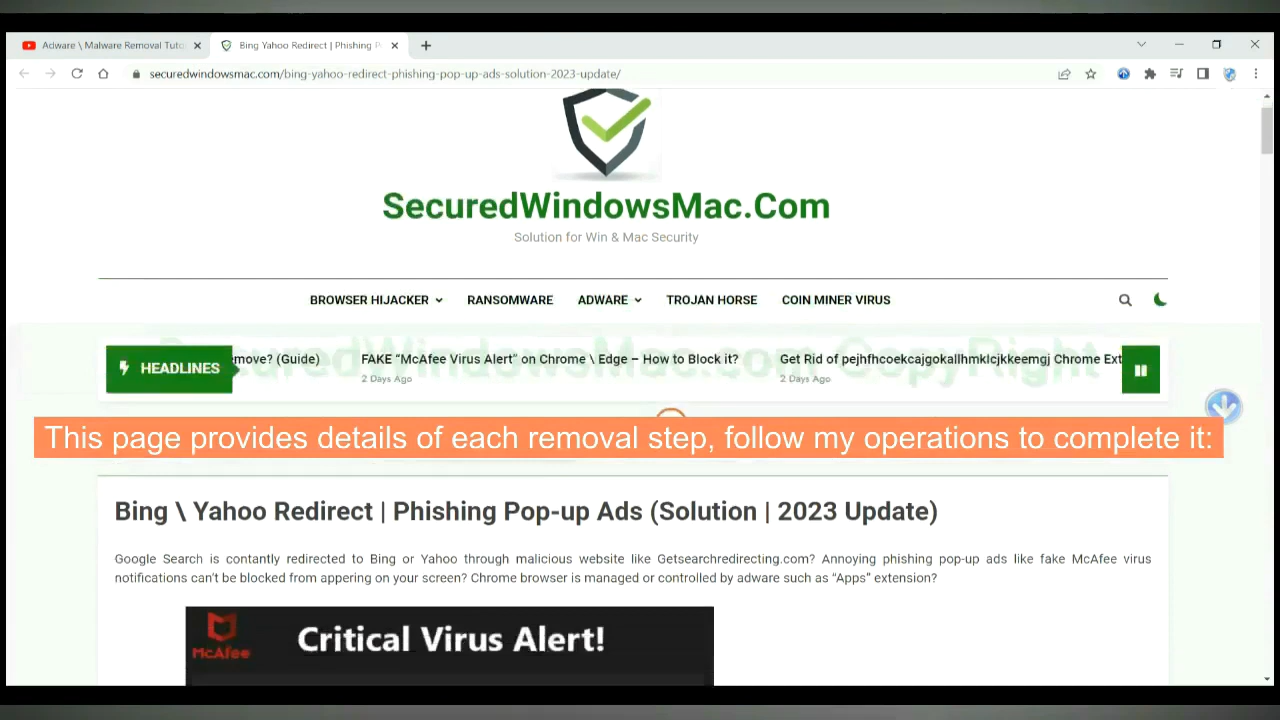 Adware \ Malware Removal Tuto
Bing Yahoo Redirect | Phishing P
securedwindowsmac.com/bing-yahoo-redirect-phishing-pop-up-ads-solution-2023-update/
SecuredWindowsMac.Com
Solution for Win & Mac Security
BROWSER HIJACKER RANSOMWARE ADWARE TROJAN HORSE COIN MINER VIRUS
SecuredWindowsMac.Com CopyRight
HEADLINES
move? (Guide)
FAKE “McAfee Virus Alert” on Chrome \ Edge – How to Block it?
2 Days Ago
Get Rid of pejhfhcoekcajgokallhmklcjkkeemgj Chrome Ext
2 Days Ago
This page provides details of each removal step, follow my operations to complete it:
Bing \ Yahoo Redirect | Phishing Pop-up Ads (Solution | 2023 Update)
Google Search is contantly redirected to Bing or Yahoo through malicious website like Getsearchredirecting.com? Annoying phishing pop-up ads like fake McAfee virus
notifications can’t be blocked from appering on your screen? Chrome browser is managed or controlled by adware such as “Apps” extension?
McAfee
Critical Virus Alert!